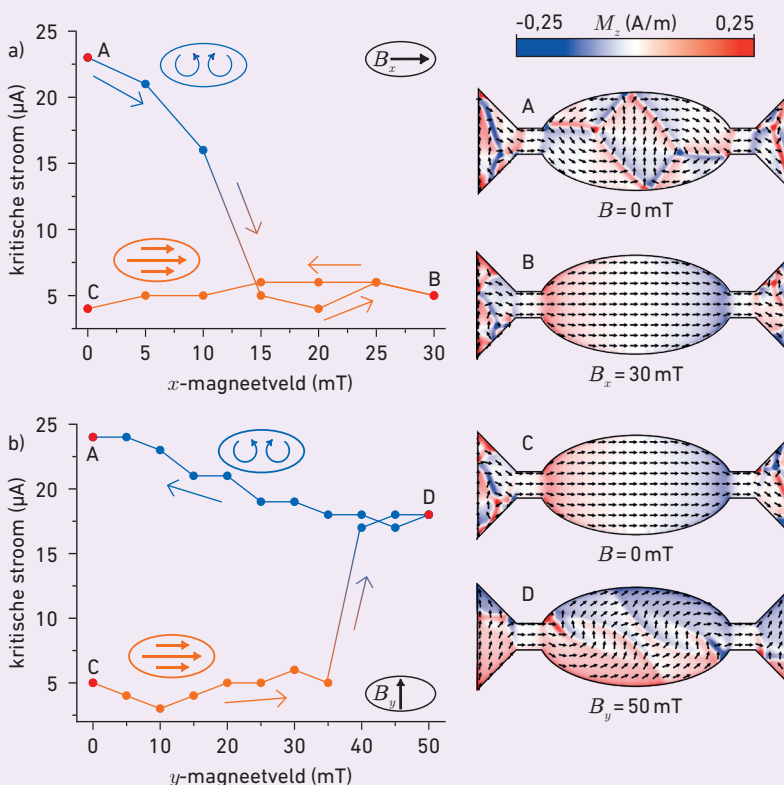 a)
25
20
15
10
5
kritische stroom (µA)
A
B_x
C
B
0 5 10 15 20 25 30
x-magneetveld (mT)
b)
25
20
15
10
5
kritische stroom (µA)
A
D
C
B_y
0 10 20 30 40 50
y-magneetveld (mT)
-0,25 M_z (A/m) 0,25
A
B = 0 mT
B
B_x = 30 mT
C
B = 0 mT
D
B_y = 50 mT